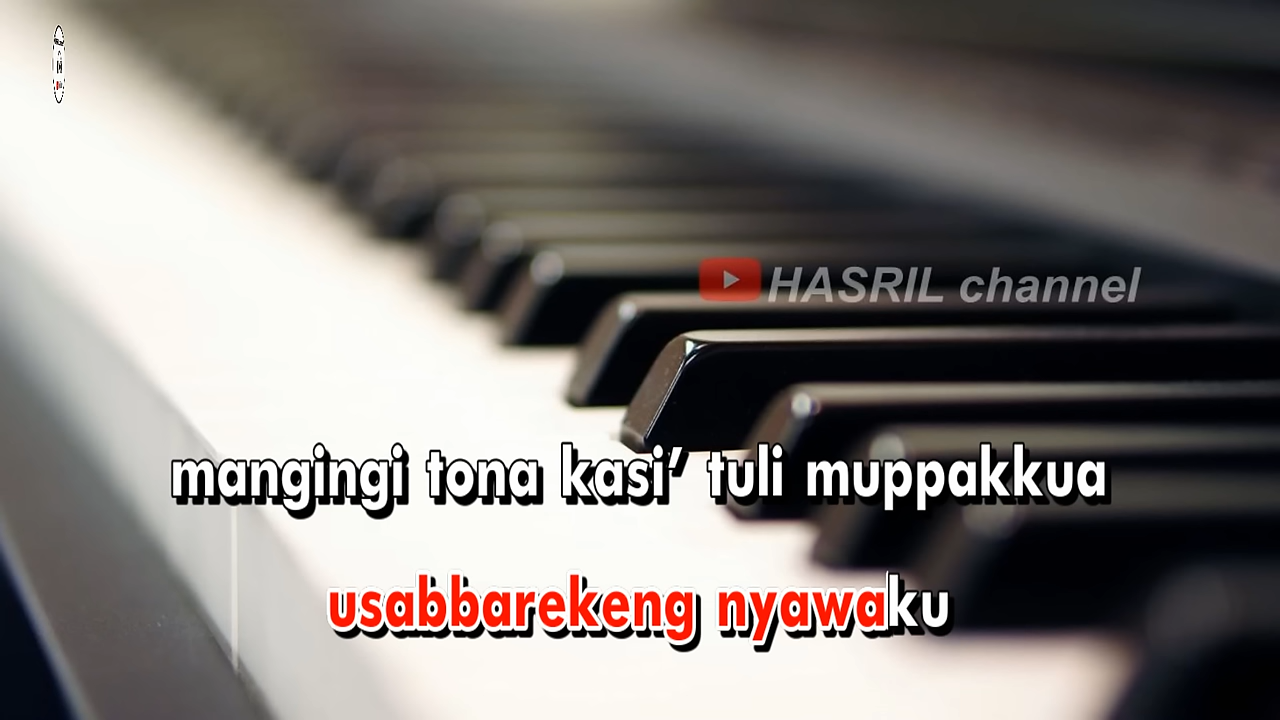 HASRIL channel
mangingi tona kasi’ tuli muppakkua
usabbarekeng nyawaku